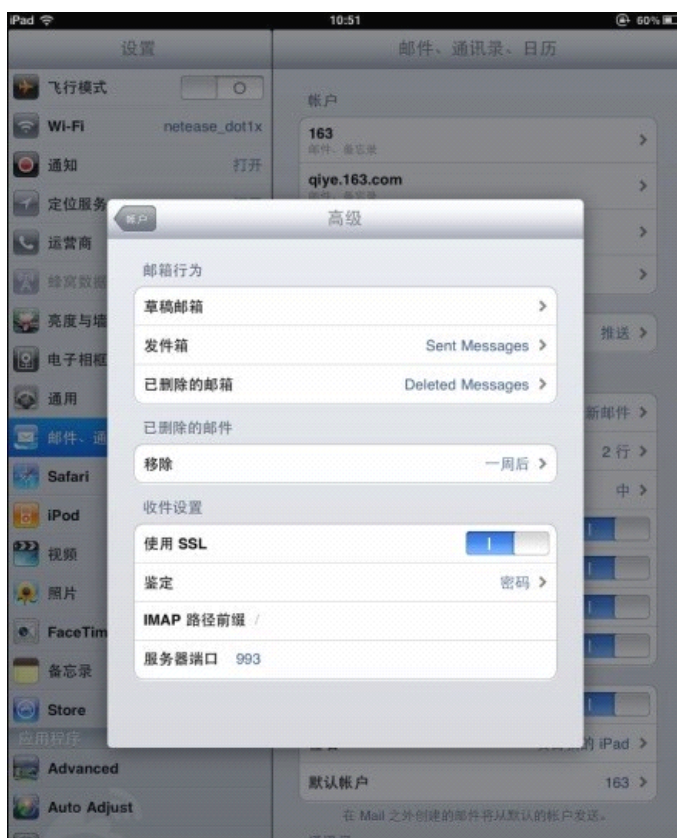 iPad
10:51
60%
设置
邮件、通讯录、日历
飞行模式
Wi-Fi netease_dot1x
通知 打开
定位服务
运营商
蜂窝数据
亮度与墙
电子相框
通用
邮件、通
Safari
iPod
视频
照片
FaceTim
备忘录
Store
应用程序
Advanced
Auto Adjust
帐户
163
邮件、备忘录
qiye.163.com
推送
新邮件
2 行
中
iPad
默认帐户 163
在 Mail 之外创建的邮件将从默认的帐户发送。
帐户
高级
邮箱行为
草稿邮箱
发件箱 Sent Messages
已删除的邮箱 Deleted Messages
已删除的邮件
移除 一周后
收件设置
使用 SSL
鉴定 密码
IMAP 路径前缀 /
服务器端口 993